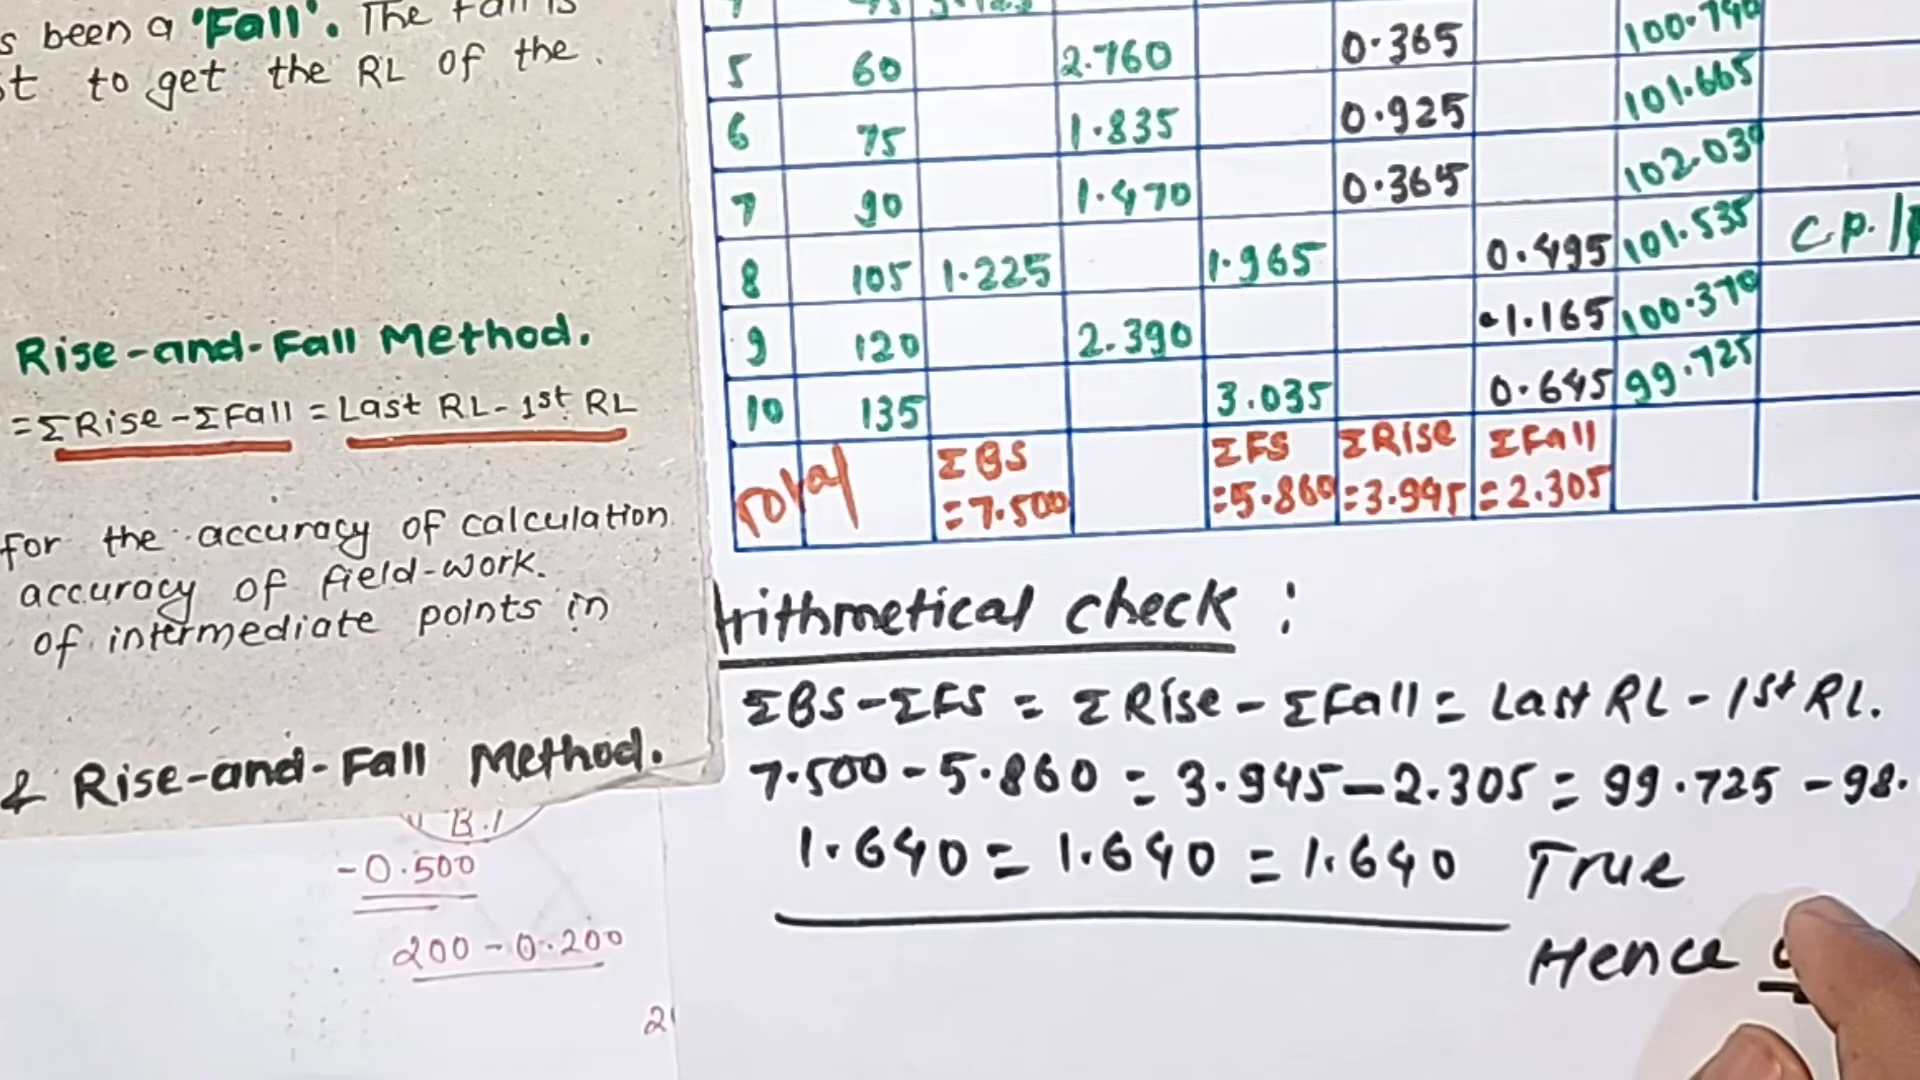 s been a 'Fall'. The Fall is
to get the RL of the.
Rise-and-Fall Method.
= ΣRise - ΣFall = Last RL - 1st RL
for the accuracy of calculation
accuracy of field-work.
of intermediate points in
& Rise-and-Fall Method.
B.1
-0.500
200 - 0.200
5 60 2.760 0.365 100.740
6 75 1.835 0.925 101.665
7 90 1.470 0.365 102.030
8 105 1.225 1.965 0.495 101.535 C.P.
9 120 2.390 1.165 100.370
10 135 3.035 0.645 99.725
Total ΣBS = 7.500 ΣFS = 5.860 ΣRise = 3.945 ΣFall = 2.305
rithmetical check :
ΣBS - ΣFS = ΣRise - ΣFall = Last RL - 1st RL.
7.500 - 5.860 = 3.945 - 2.305 = 99.725 - 98.
1.640 = 1.640 = 1.640 True
Hence